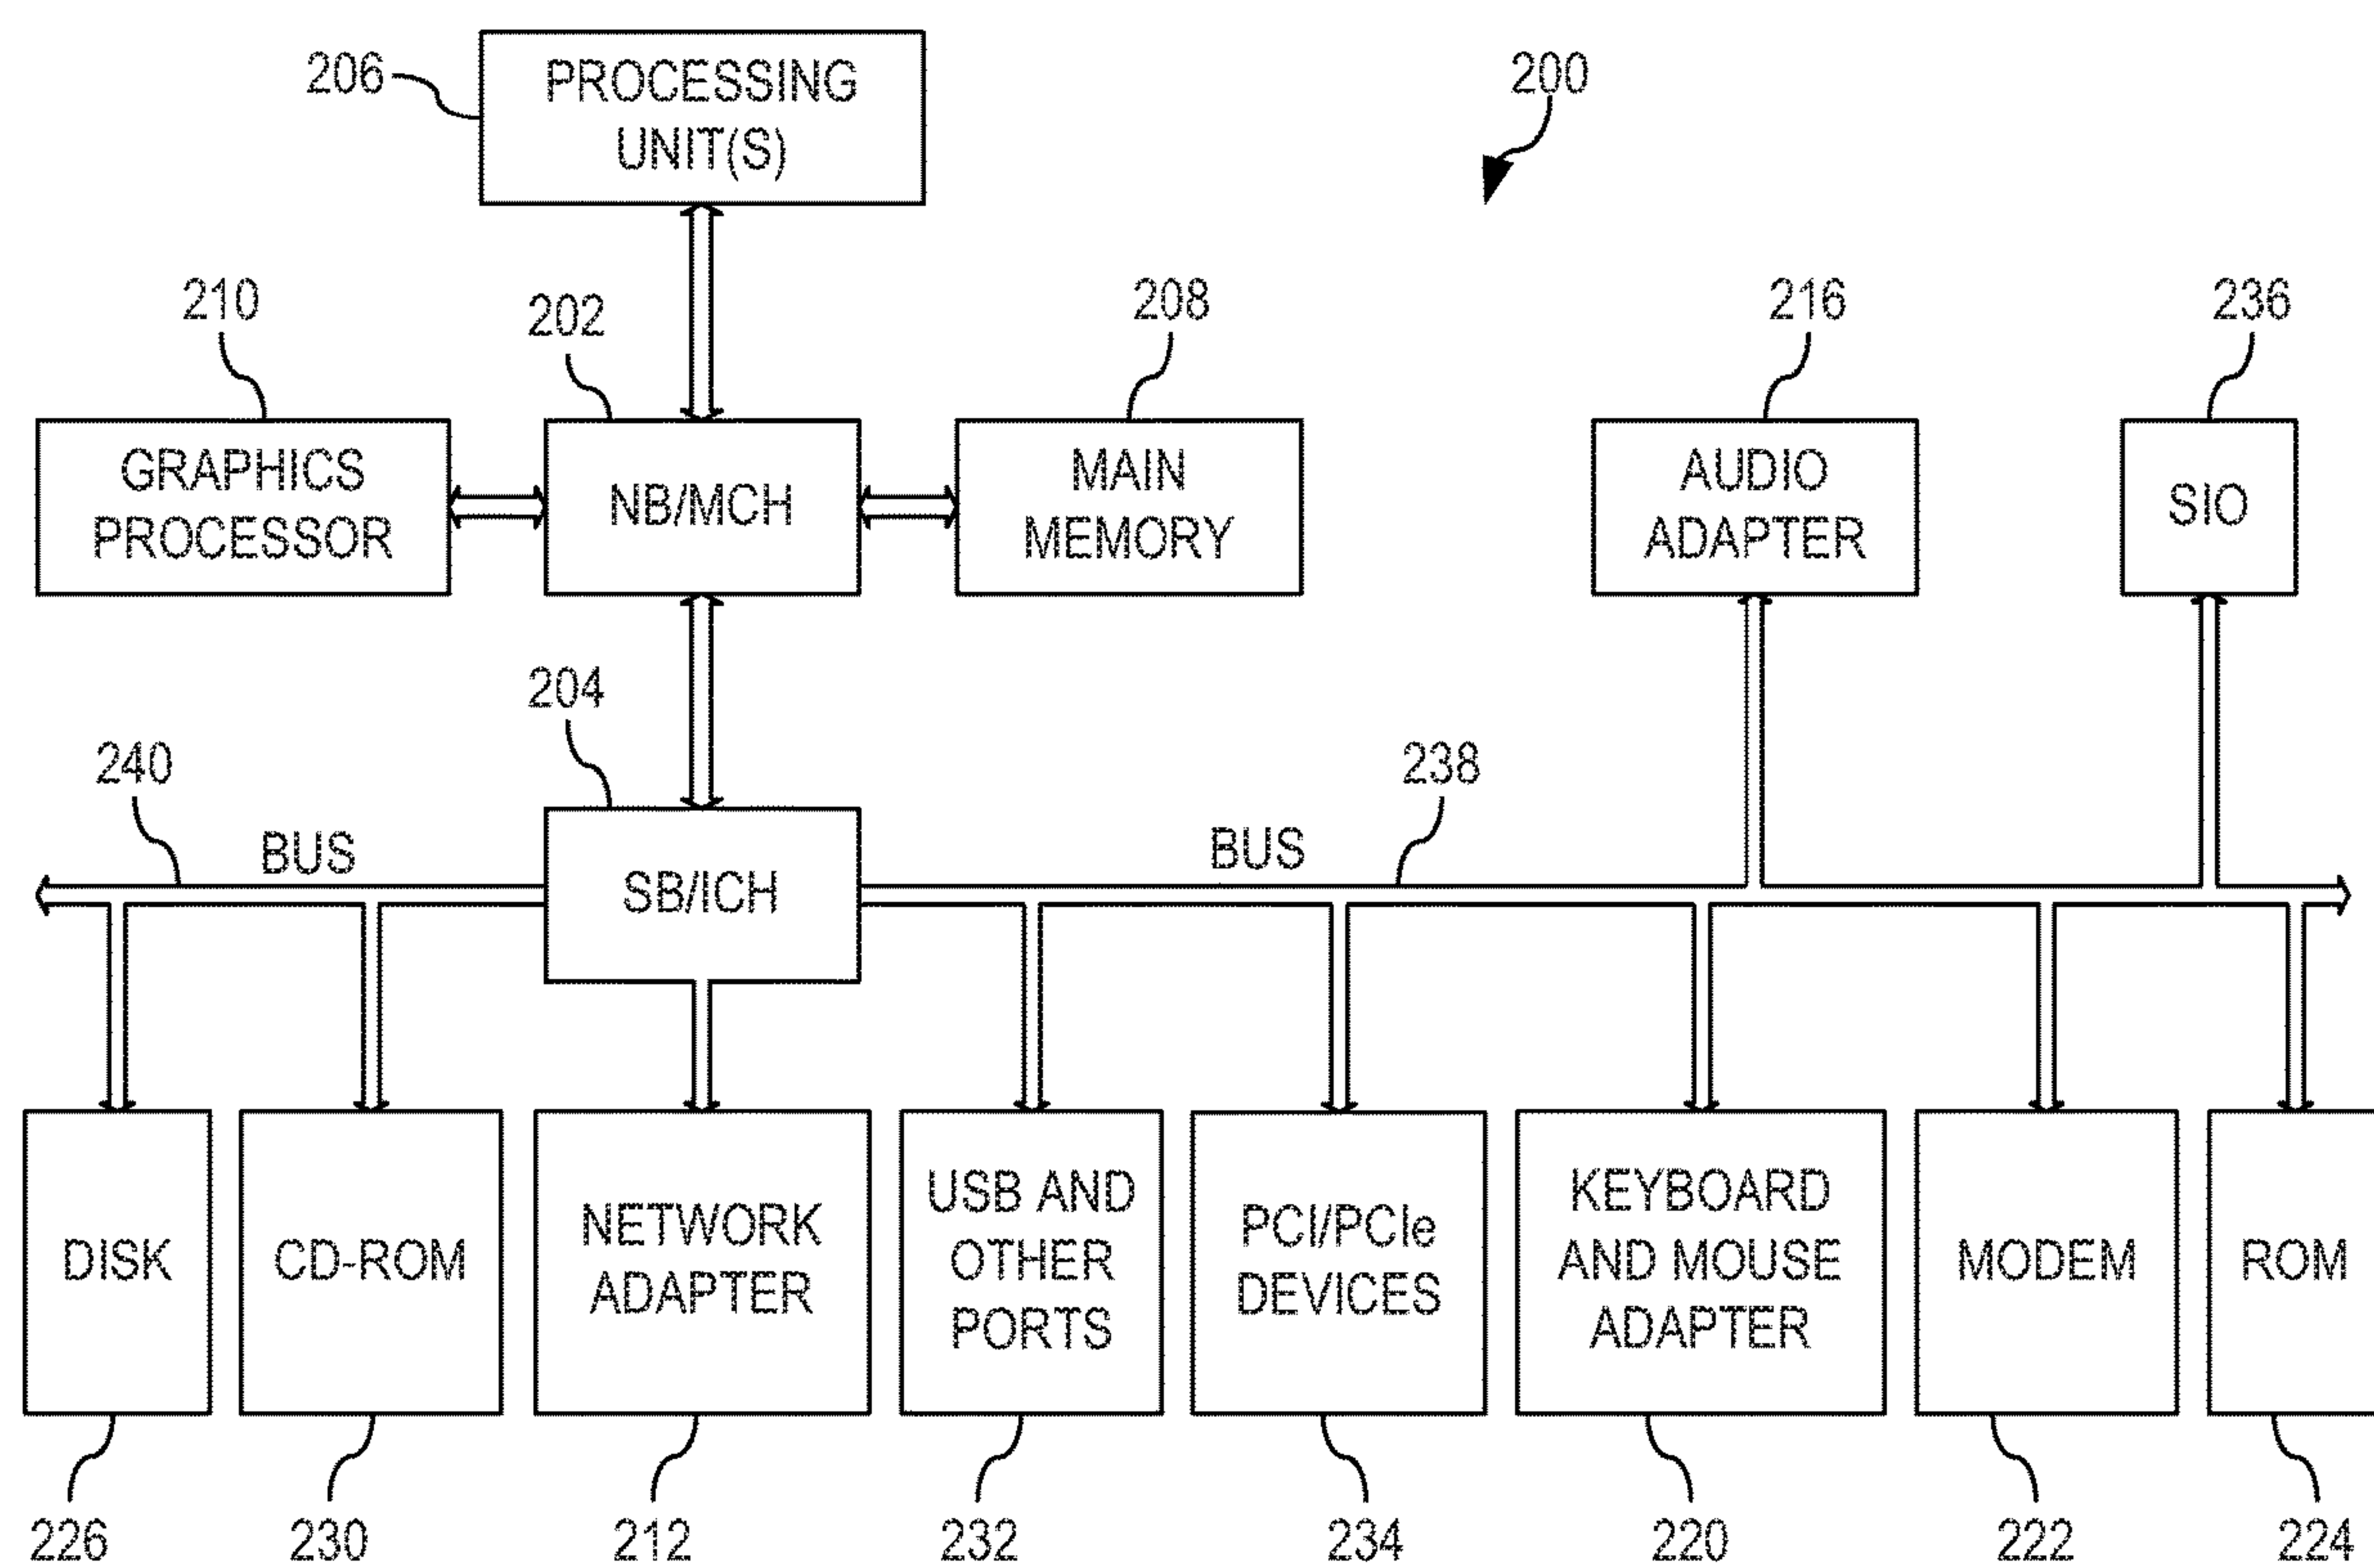 206
PROCESSING
UNIT(S)
200
210
202
208
216
236
GRAPHICS
PROCESSOR
NB/MCH
MAIN
MEMORY
AUDIO
ADAPTER
SIO
204
240
238
BUS
BUS
SB/ICH
DISK
CD-ROM
NETWORK
ADAPTER
USB AND
OTHER
PORTS
PCI/PCIe
DEVICES
KEYBOARD
AND MOUSE
ADAPTER
MODEM
ROM
226
230
212
232
234
220
222
224